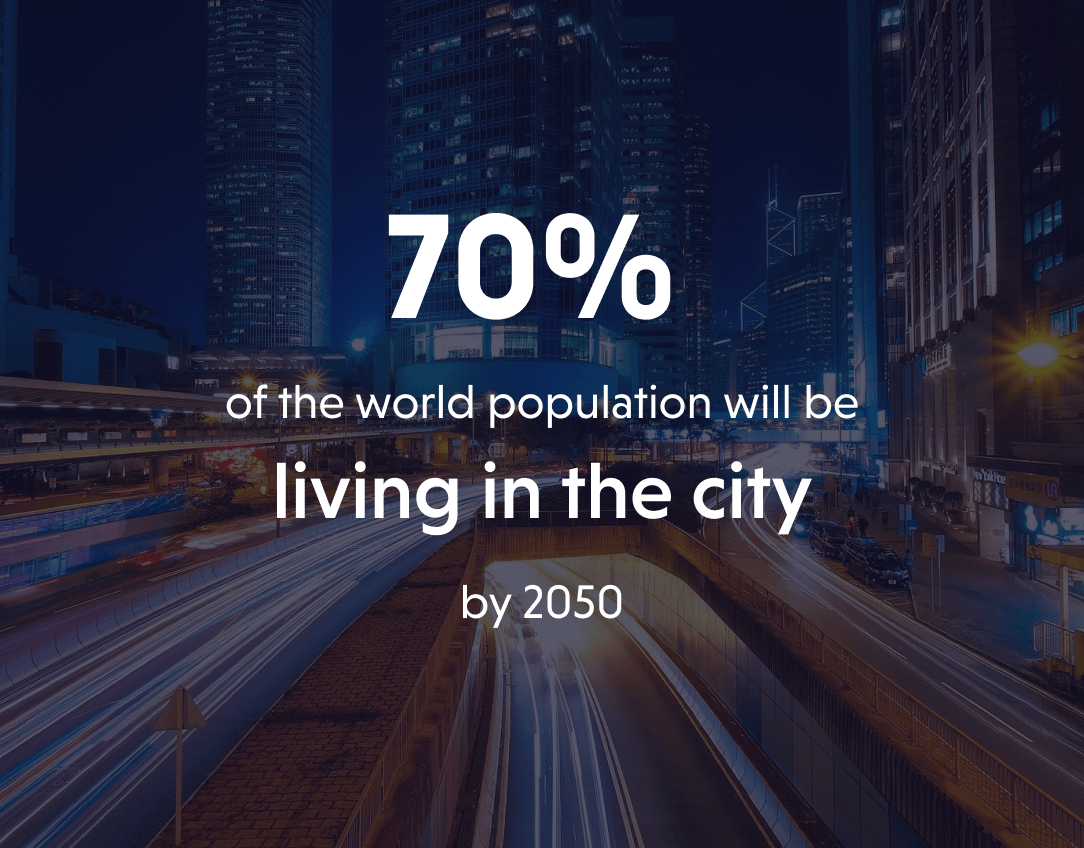 70%
of the world population will be
living in the city
by 2050